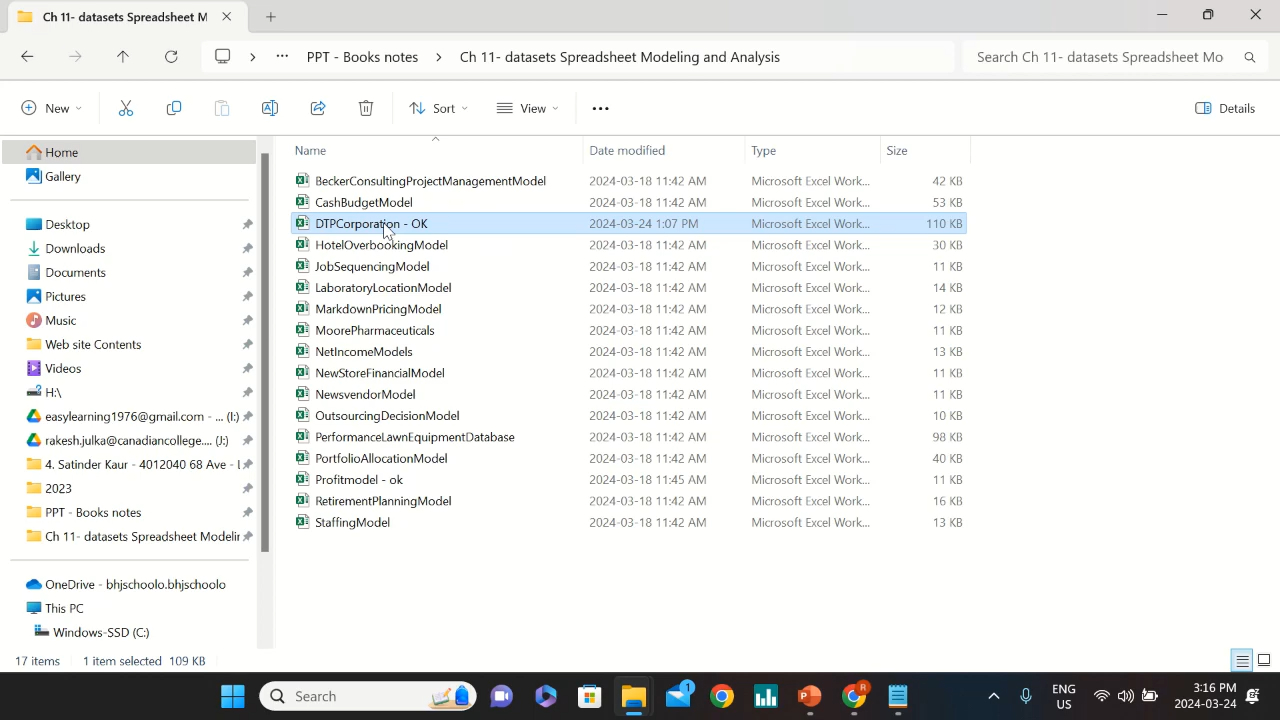 Ch 11- datasets Spreadsheet M
PPT - Books notes
Ch 11- datasets Spreadsheet Modeling and Analysis
Search Ch 11- datasets Spreadsheet Mo
New
Sort
View
Details
Home
Gallery
Desktop
Downloads
Documents
Pictures
Music
Web site Contents
Videos
H:\
easylearning1976@gmail.com - ... (I:)
rakesh.julka@canadiancollege.... (J:)
4. Satinder Kaur - 4012040 68 Ave - L
2023
PPT - Books notes
Ch 11- datasets Spreadsheet Modelin
OneDrive - bhjschoolo.bhjschoolo
This PC
Windows-SSD (C:)
Name Date modified Type Size
BeckerConsultingProjectManagementModel 2024-03-18 11:42 AM Microsoft Excel Work... 42 KB
CashBudgetModel 2024-03-18 11:42 AM Microsoft Excel Work... 53 KB
DTPCorporation - OK 2024-03-24 1:07 PM Microsoft Excel Work... 110 KB
HotelOverbookingModel 2024-03-18 11:42 AM Microsoft Excel Work... 30 KB
JobSequencingModel 2024-03-18 11:42 AM Microsoft Excel Work... 11 KB
LaboratoryLocationModel 2024-03-18 11:42 AM Microsoft Excel Work... 14 KB
MarkdownPricingModel 2024-03-18 11:42 AM Microsoft Excel Work... 12 KB
MoorePharmaceuticals 2024-03-18 11:42 AM Microsoft Excel Work... 11 KB
NetIncomeModels 2024-03-18 11:42 AM Microsoft Excel Work... 13 KB
NewStoreFinancialModel 2024-03-18 11:42 AM Microsoft Excel Work... 11 KB
NewsvendorModel 2024-03-18 11:42 AM Microsoft Excel Work... 11 KB
OutsourcingDecisionModel 2024-03-18 11:42 AM Microsoft Excel Work... 10 KB
PerformanceLawnEquipmentDatabase 2024-03-18 11:42 AM Microsoft Excel Work... 98 KB
PortfolioAllocationModel 2024-03-18 11:42 AM Microsoft Excel Work... 40 KB
Profitmodel - ok 2024-03-18 11:45 AM Microsoft Excel Work... 11 KB
RetirementPlanningModel 2024-03-18 11:42 AM Microsoft Excel Work... 16 KB
StaffingModel 2024-03-18 11:42 AM Microsoft Excel Work... 13 KB
17 items 1 item selected 109 KB
Search
1
R
ENG
US
3:16 PM
2024-03-24